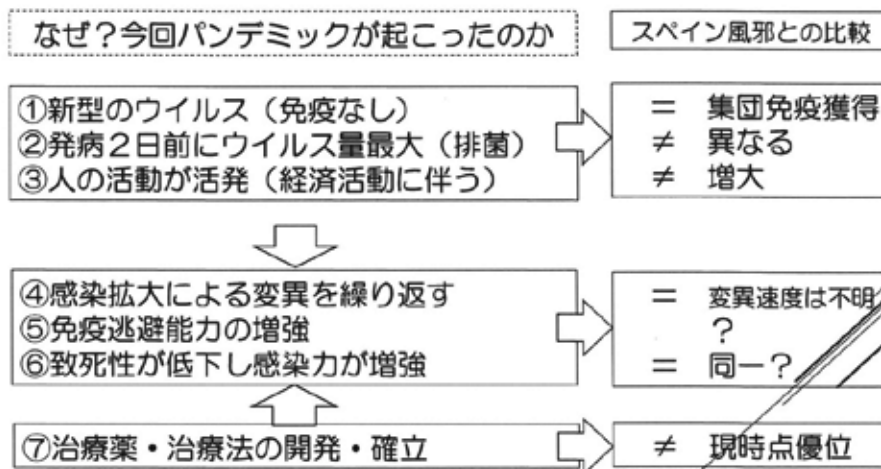 なぜ？今回パンデミックが起こったのか
スペイン風邪との比較
①新型のウイルス（免疫なし）
②発病２日前にウイルス量最大（排菌）
③人の活動が活発（経済活動に伴う）
＝ 集団免疫獲得
≠ 異なる
≠ 増大
④感染拡大による変異を繰り返す
⑤免疫逃避能力の増強
⑥致死性が低下し感染力が増強
＝ 変異速度は不明
？
＝ 同一？
⑦治療薬・治療法の開発・確立
≠ 現時点優位